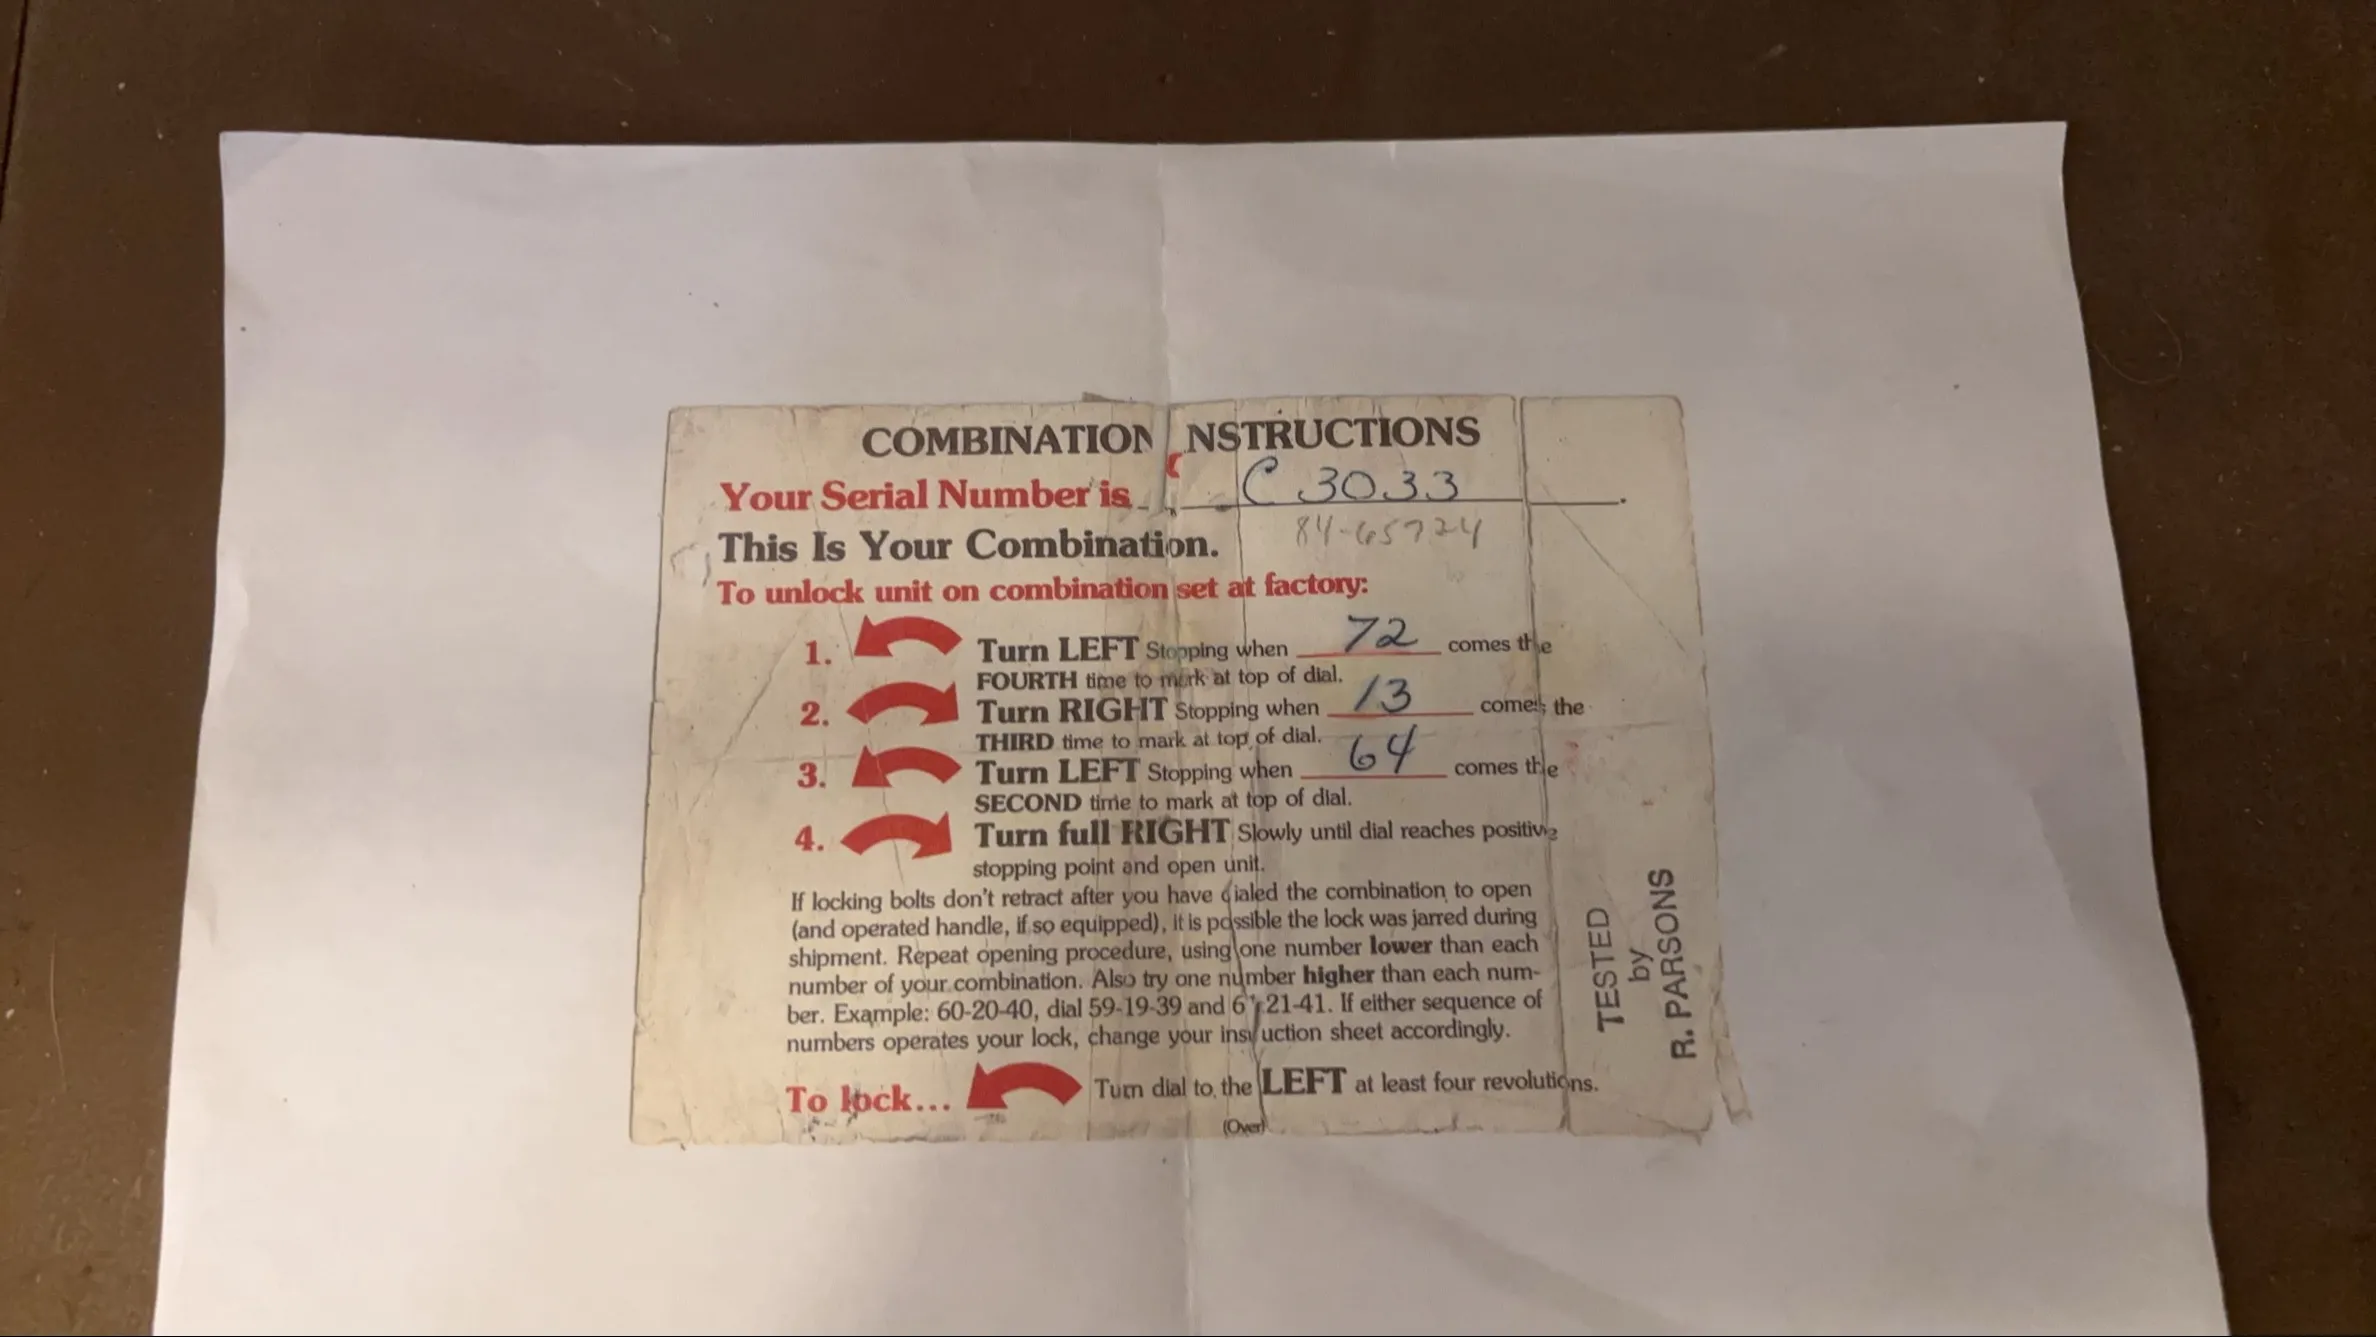 COMBINATION NSTRUCTIONS
Your Serial Number is C 3033.
84-65724
This Is Your Combination.
To unlock unit on combination set at factory:
1. Turn LEFT Stopping when 72 comes the
FOURTH time to mark at top of dial.
2. Turn RIGHT Stopping when 13 comes the
THIRD time to mark at top of dial.
3. Turn LEFT Stopping when 64 comes the
SECOND time to mark at top of dial.
4. Turn full RIGHT Slowly until dial reaches positive
stopping point and open unit.
If locking bolts don't retract after you have dialed the combination to open
(and operated handle, if so equipped), it is possible the lock was jarred during
shipment. Repeat opening procedure, using one number lower than each
number of your combination. Also try one number higher than each num-
ber. Example: 60-20-40, dial 59-19-39 and 61-21-41. If either sequence of
numbers operates your lock, change your instruction sheet accordingly.
To lock... Turn dial to the LEFT at least four revolutions.
(Over)
TESTED
by
R. PARSONS